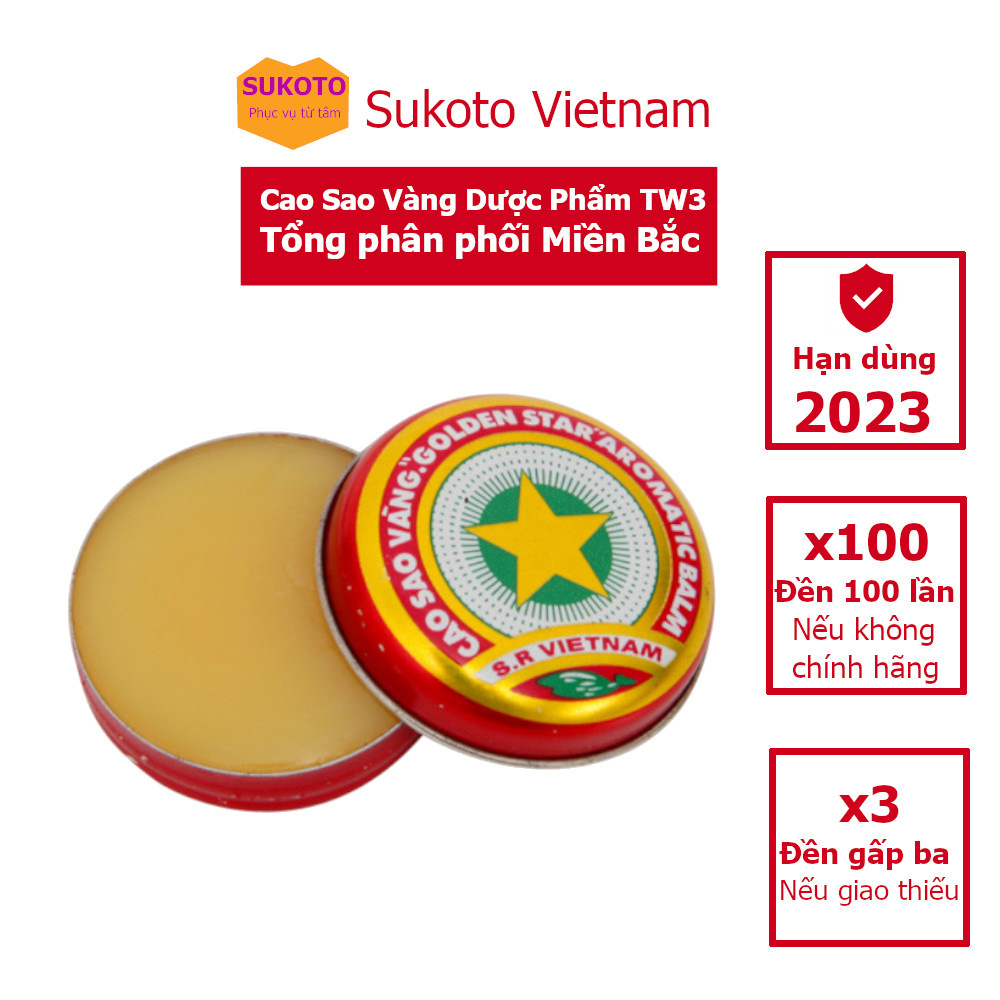 SUKOTO
Phục vụ từ tâm
Sukoto Vietnam
Cao Sao Vàng Dược Phẩm TW3
Tổng phân phối Miền Bắc
Hạn dùng
2023
CAO SAO VÀNG".GOLDEN STAR"AROMATIC BALM
S.R VIETNAM
x100
Đền 100 lần
Nếu không
chính hãng
x3
Đền gấp ba
Nếu giao thiếu